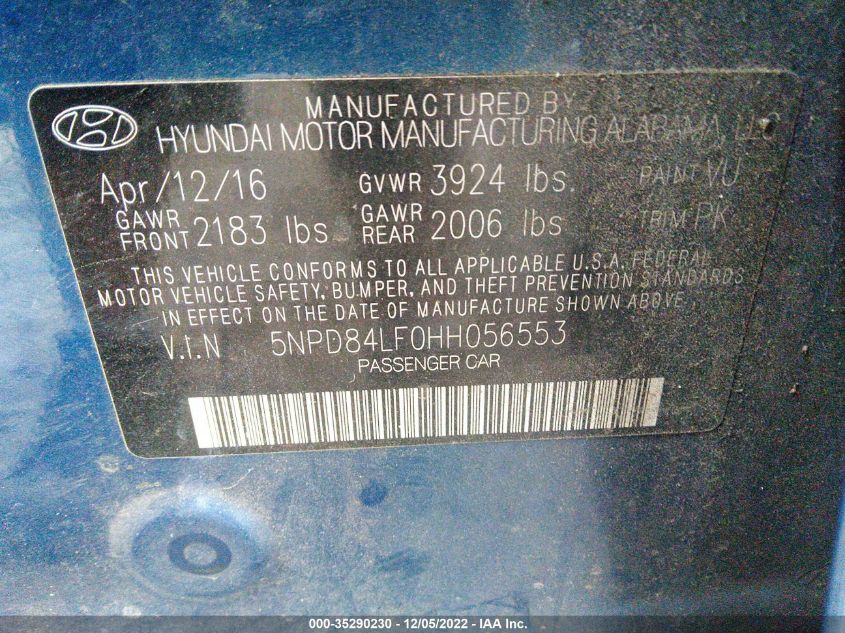 MANUFACTURED BY
HYUNDAI MOTOR MANUFACTURING ALABAMA, LLC
Apr/12/16 GVWR 3924 lbs. PAINT VU
GAWR FRONT 2183 lbs GAWR REAR 2006 lbs TRIM PK
THIS VEHICLE CONFORMS TO ALL APPLICABLE U.S.A. FEDERAL
MOTOR VEHICLE SAFETY, BUMPER, AND THEFT PREVENTION STANDARDS
IN EFFECT ON THE DATE OF MANUFACTURE SHOWN ABOVE.
V.I.N 5NPD84LF0HH056553
PASSENGER CAR
000-35290230 - 12/05/2022 - IAA Inc.